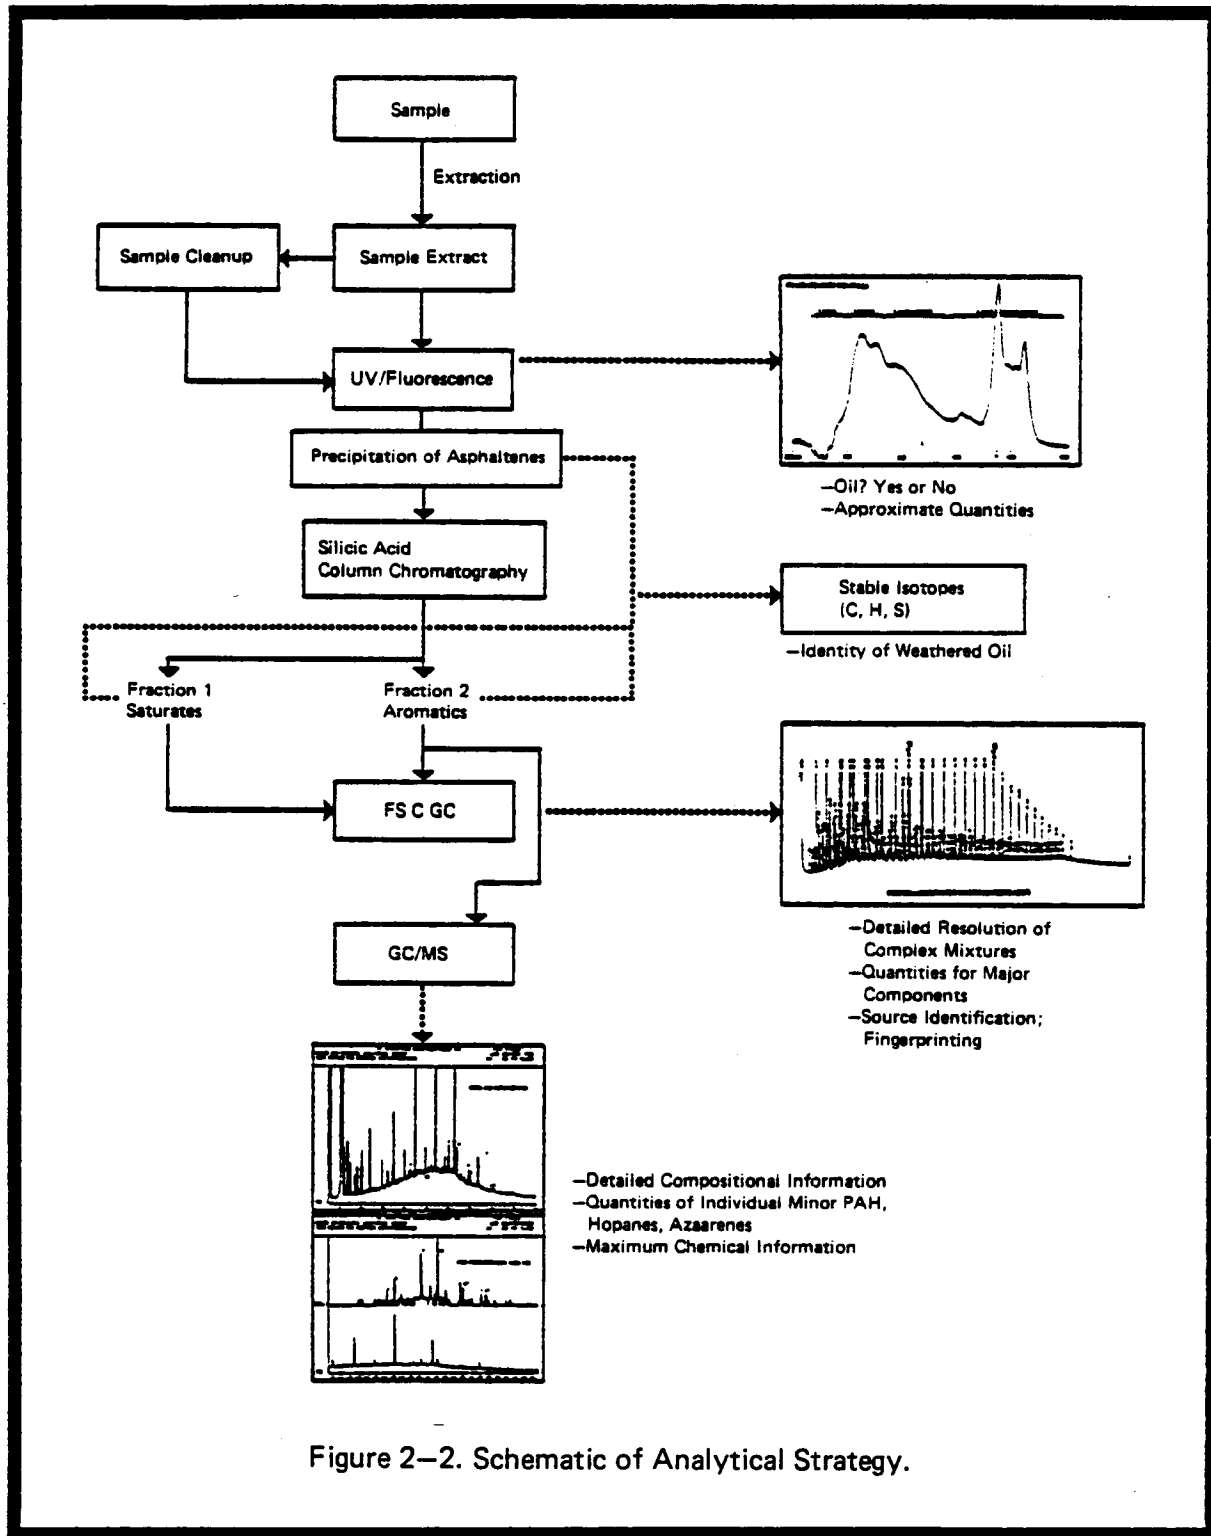 Sample
Extraction
Sample Cleanup
Sample Extract
UV/Fluorescence
—Oil? Yes or No
—Approximate Quantities
Precipitation of Asphaltenes
Silicic Acid
Column Chromatography
Stable Isotopes
(C, H, S)
—Identity of Weathered Oil
Fraction 1
Saturates
Fraction 2
Aromatics
FS C GC
—Detailed Resolution of
Complex Mixtures
—Quantities for Major
Components
—Source Identification;
Fingerprinting
GC/MS
—Detailed Compositional Information
—Quantities of Individual Minor PAH,
Hopanes, Azaarenes
—Maximum Chemical Information
Figure 2—2. Schematic of Analytical Strategy.